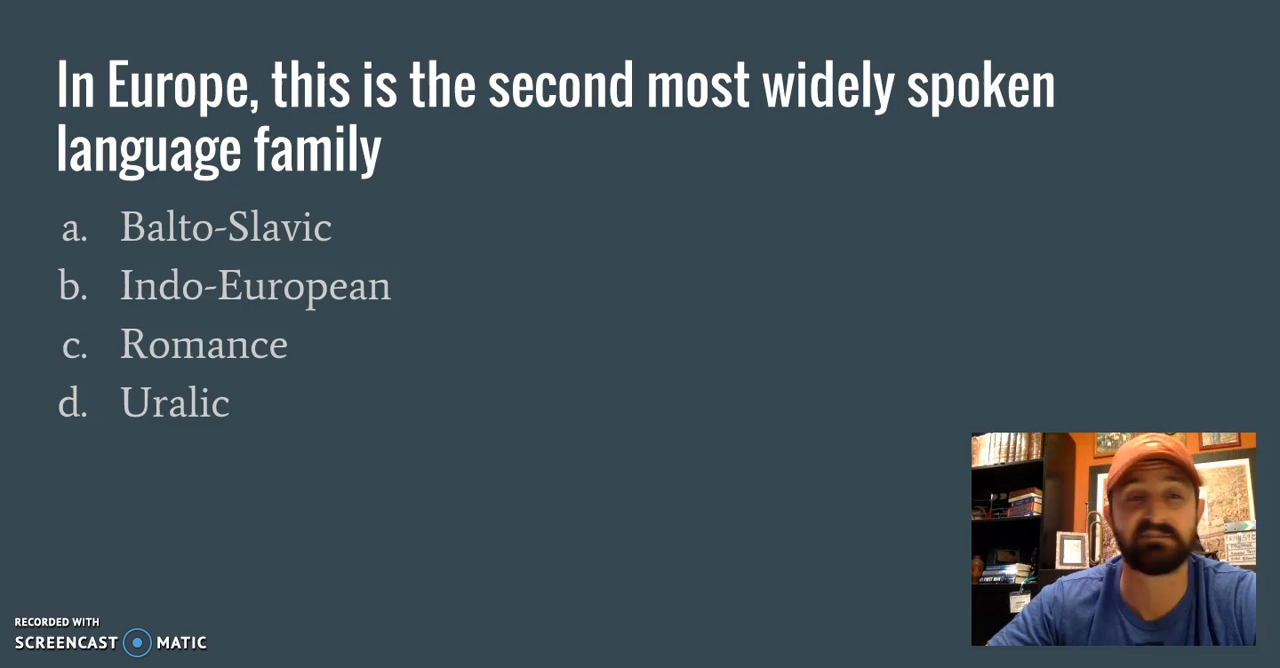 In Europe, this is the second most widely spoken
language family
a. Balto-Slavic
b. Indo-European
c. Romance
d. Uralic
RECORDED WITH
SCREENCAST MATIC